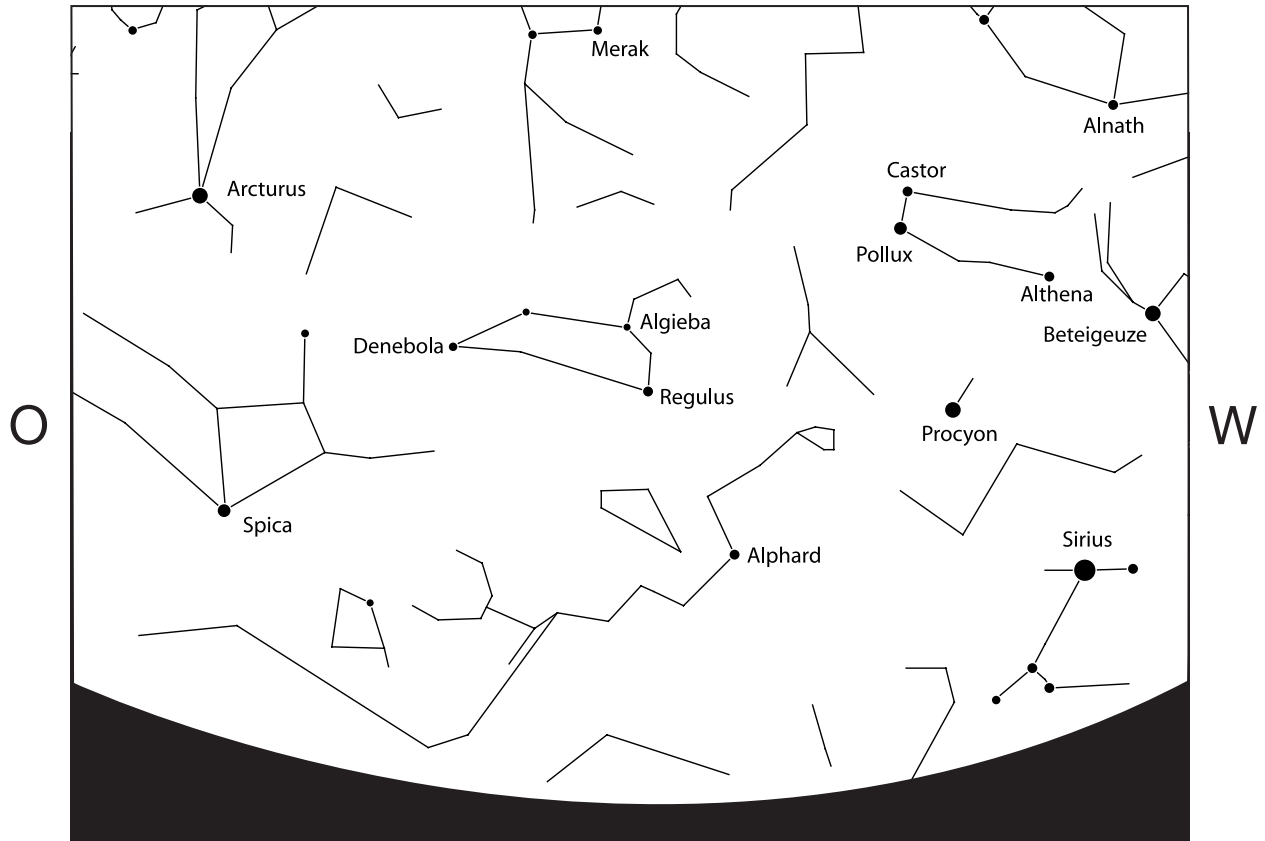 Merak
Alnath
Castor
Arcturus
Pollux
Althena
Algieba
Beteigeuze
Denebola
Regulus
O
W
Procyon
Spica
Sirius
Alphard